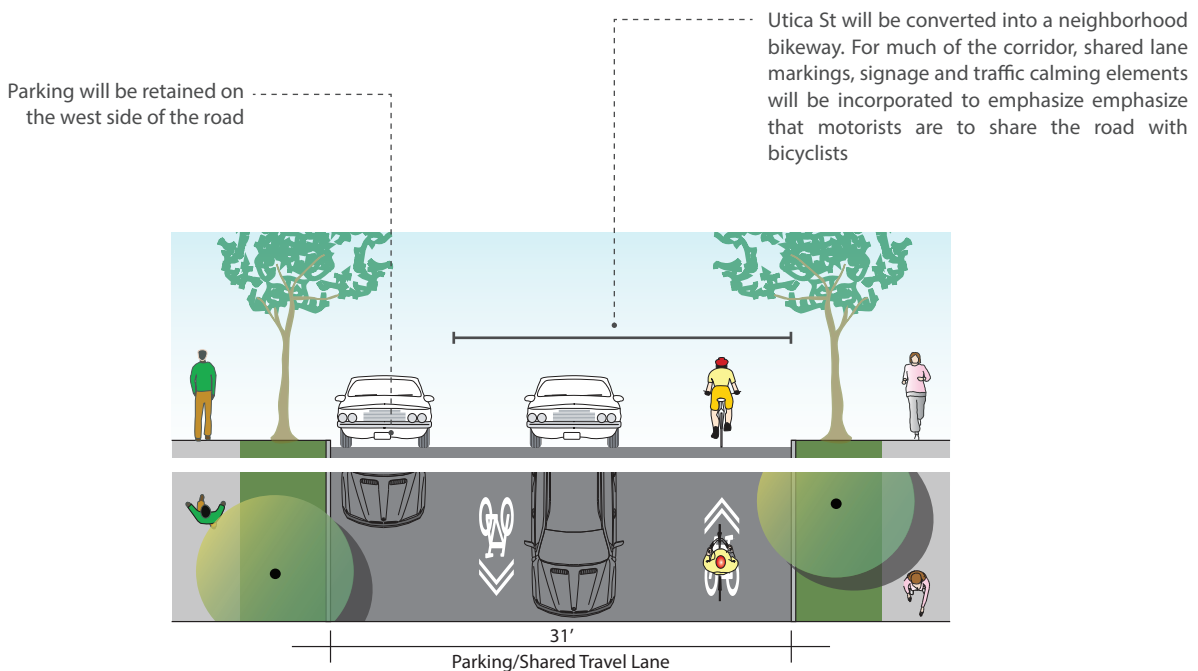 Parking will be retained on
the west side of the road
Utica St will be converted into a neighborhood
bikeway. For much of the corridor, shared lane
markings, signage and traffic calming elements
will be incorporated to emphasize emphasize
that motorists are to share the road with
bicyclists
31′
Parking/Shared Travel Lane